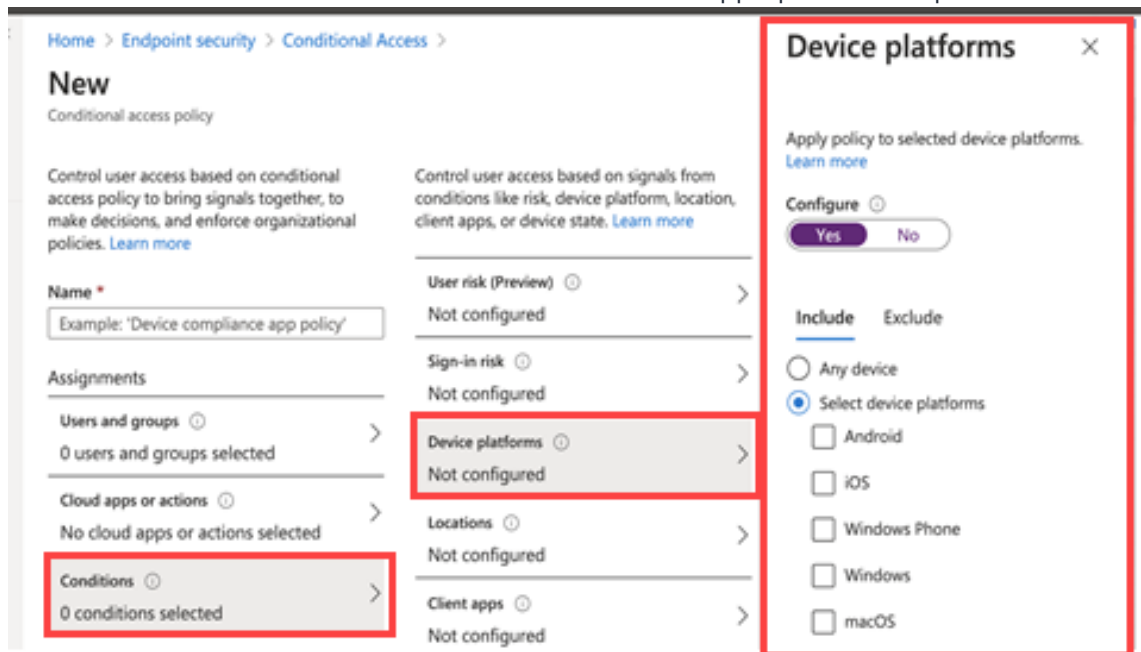 Home > Endpoint security > Conditional Access >
New
Conditional access policy
Control user access based on conditional
access policy to bring signals together, to
make decisions, and enforce organizational
policies. Learn more
Name *
Example: 'Device compliance app policy'
Assignments
Users and groups
0 users and groups selected
Cloud apps or actions
No cloud apps or actions selected
Conditions
0 conditions selected
Control user access based on signals from
conditions like risk, device platform, location,
client apps, or device state. Learn more
User risk (Preview)
Not configured
Sign-in risk
Not configured
Device platforms
Not configured
Locations
Not configured
Client apps
Not configured
Device platforms
Apply policy to selected device platforms.
Learn more
Configure
Yes No
Include Exclude
Any device
Select device platforms
Android
iOS
Windows Phone
Windows
macOS